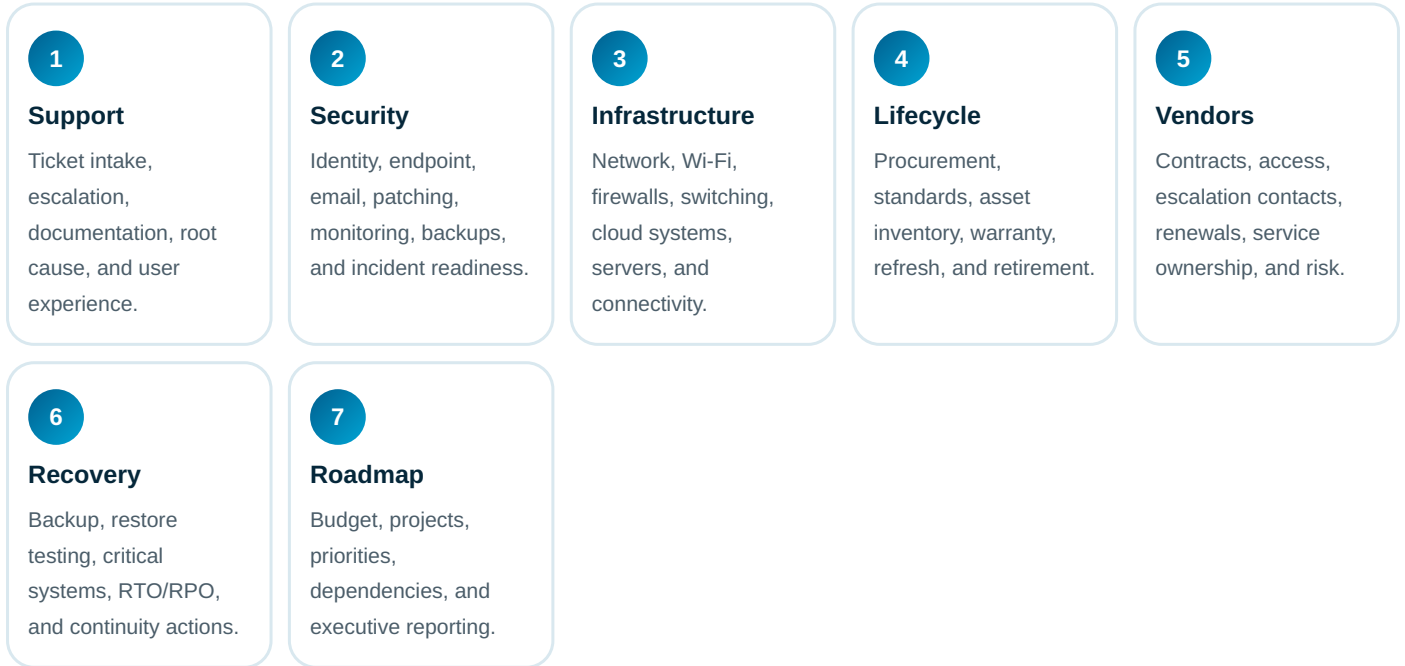 1
Support
Ticket intake,
escalation,
documentation, root
cause, and user
experience.
2
Security
Identity, endpoint,
email, patching,
monitoring, backups,
and incident readiness.
3
Infrastructure
Network, Wi-Fi,
firewalls, switching,
cloud systems,
servers, and
connectivity.
4
Lifecycle
Procurement,
standards, asset
inventory, warranty,
refresh, and retirement.
5
Vendors
Contracts, access,
escalation contacts,
renewals, service
ownership, and risk.
6
Recovery
Backup, restore
testing, critical
systems, RTO/RPO,
and continuity actions.
7
Roadmap
Budget, projects,
priorities,
dependencies, and
executive reporting.